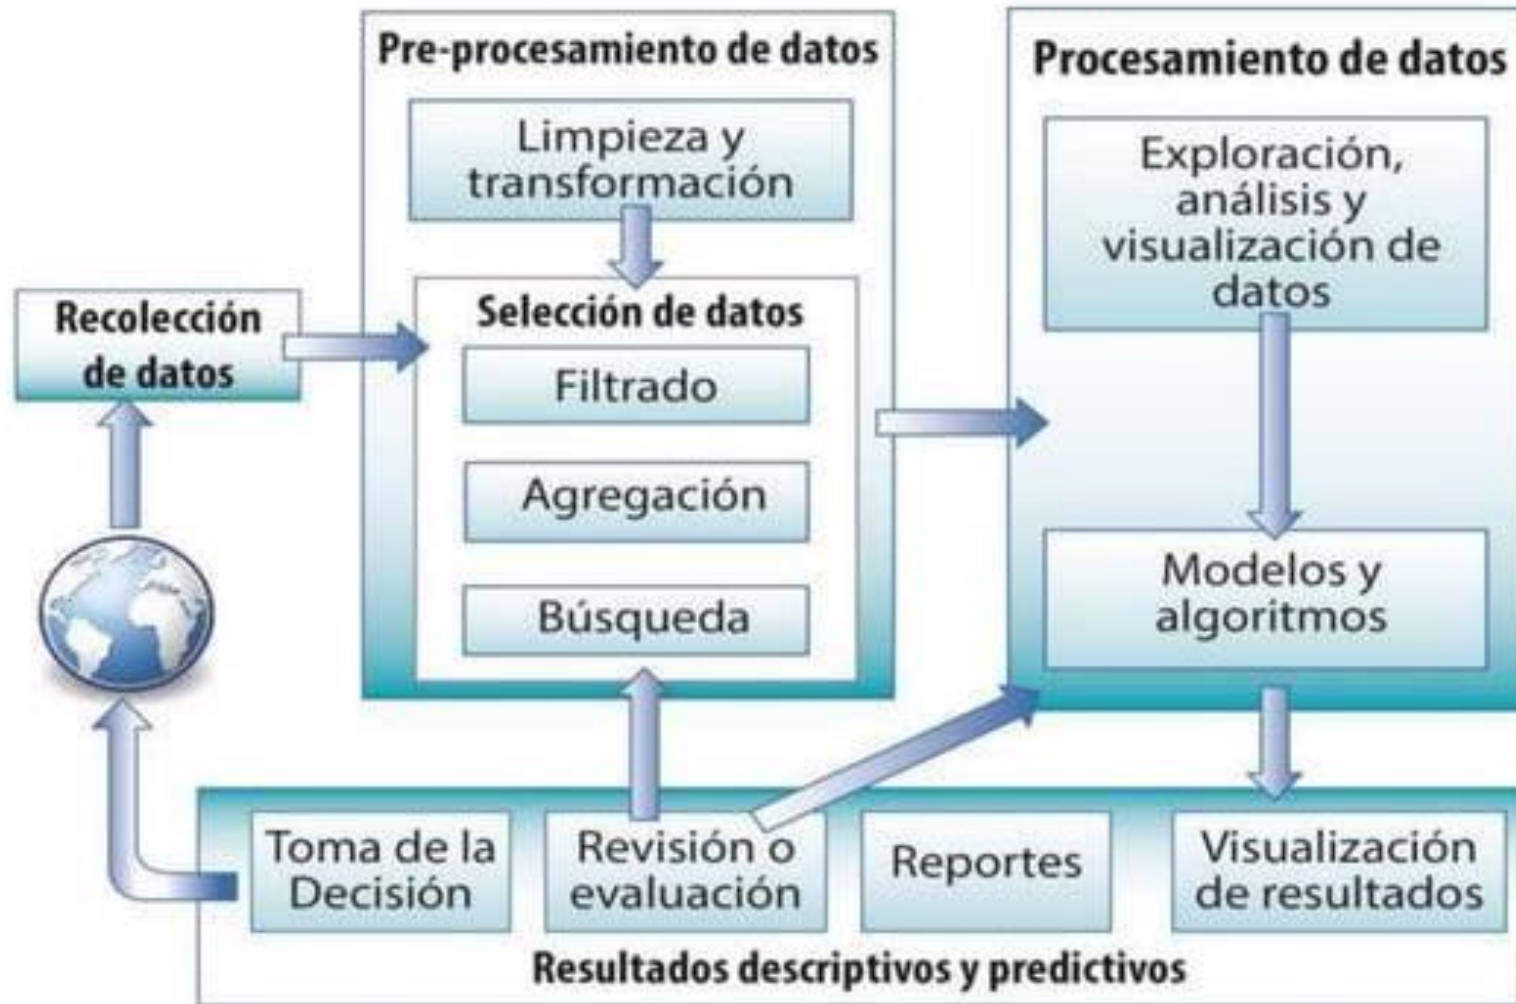 Pre-procesamiento de datos
Limpieza y
transformación
Selección de datos
Filtrado
Agregación
Búsqueda
Procesamiento de datos
Exploración,
análisis y
visualización de
datos
Modelos y
algoritmos
Recolección
de datos
Toma de la
Decisión
Revisión o
evaluación
Reportes
Visualización
de resultados
Resultados descriptivos y predictivos